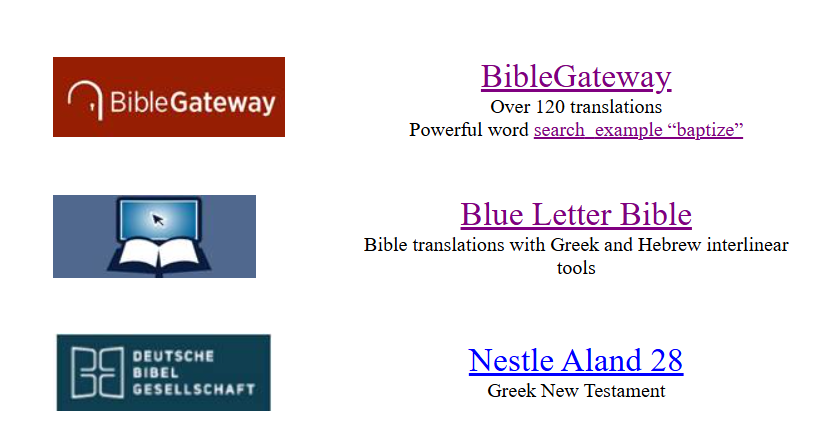 BibleGateway
BibleGateway
Over 120 translations
Powerful word search example “baptize”
Blue Letter Bible
Bible translations with Greek and Hebrew interlinear
tools
DEUTSCHE
BIBEL
GESELLSCHAFT
Nestle Aland 28
Greek New Testament